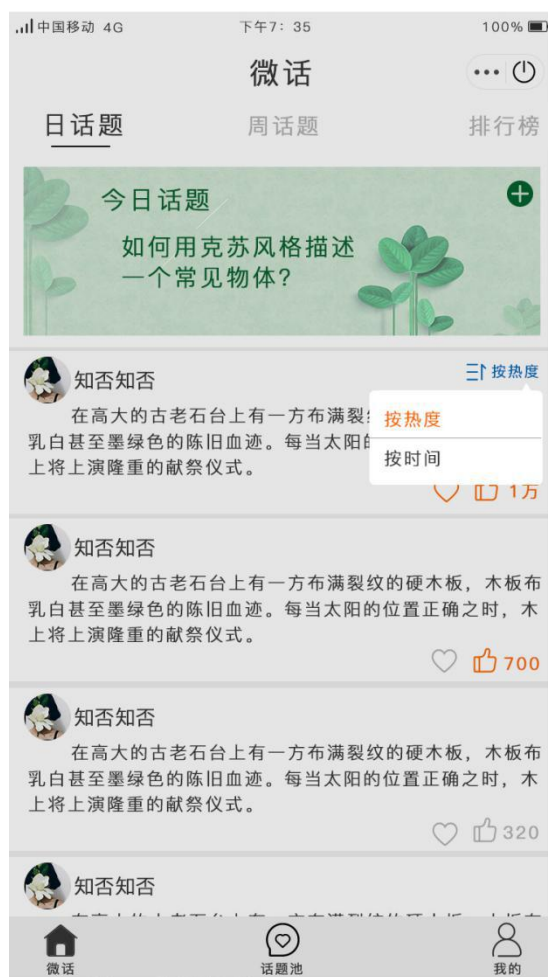 中国移动 4G 下午7：35 100%
微话
日话题 周话题 排行榜
今日话题
如何用克苏风格描述
一个常见物体？
知否知否 按热度
在高大的古老石台上有一方布满裂
按热度
乳白甚至墨绿色的陈旧血迹。每当太阳的
按时间
上将上演隆重的献祭仪式。
1万
知否知否
在高大的古老石台上有一方布满裂纹的硬木板，木板布
乳白甚至墨绿色的陈旧血迹。每当太阳的位置正确之时，木
上将上演隆重的献祭仪式。
700
知否知否
在高大的古老石台上有一方布满裂纹的硬木板，木板布
乳白甚至墨绿色的陈旧血迹。每当太阳的位置正确之时，木
上将上演隆重的献祭仪式。
320
知否知否
微话 话题池 我的